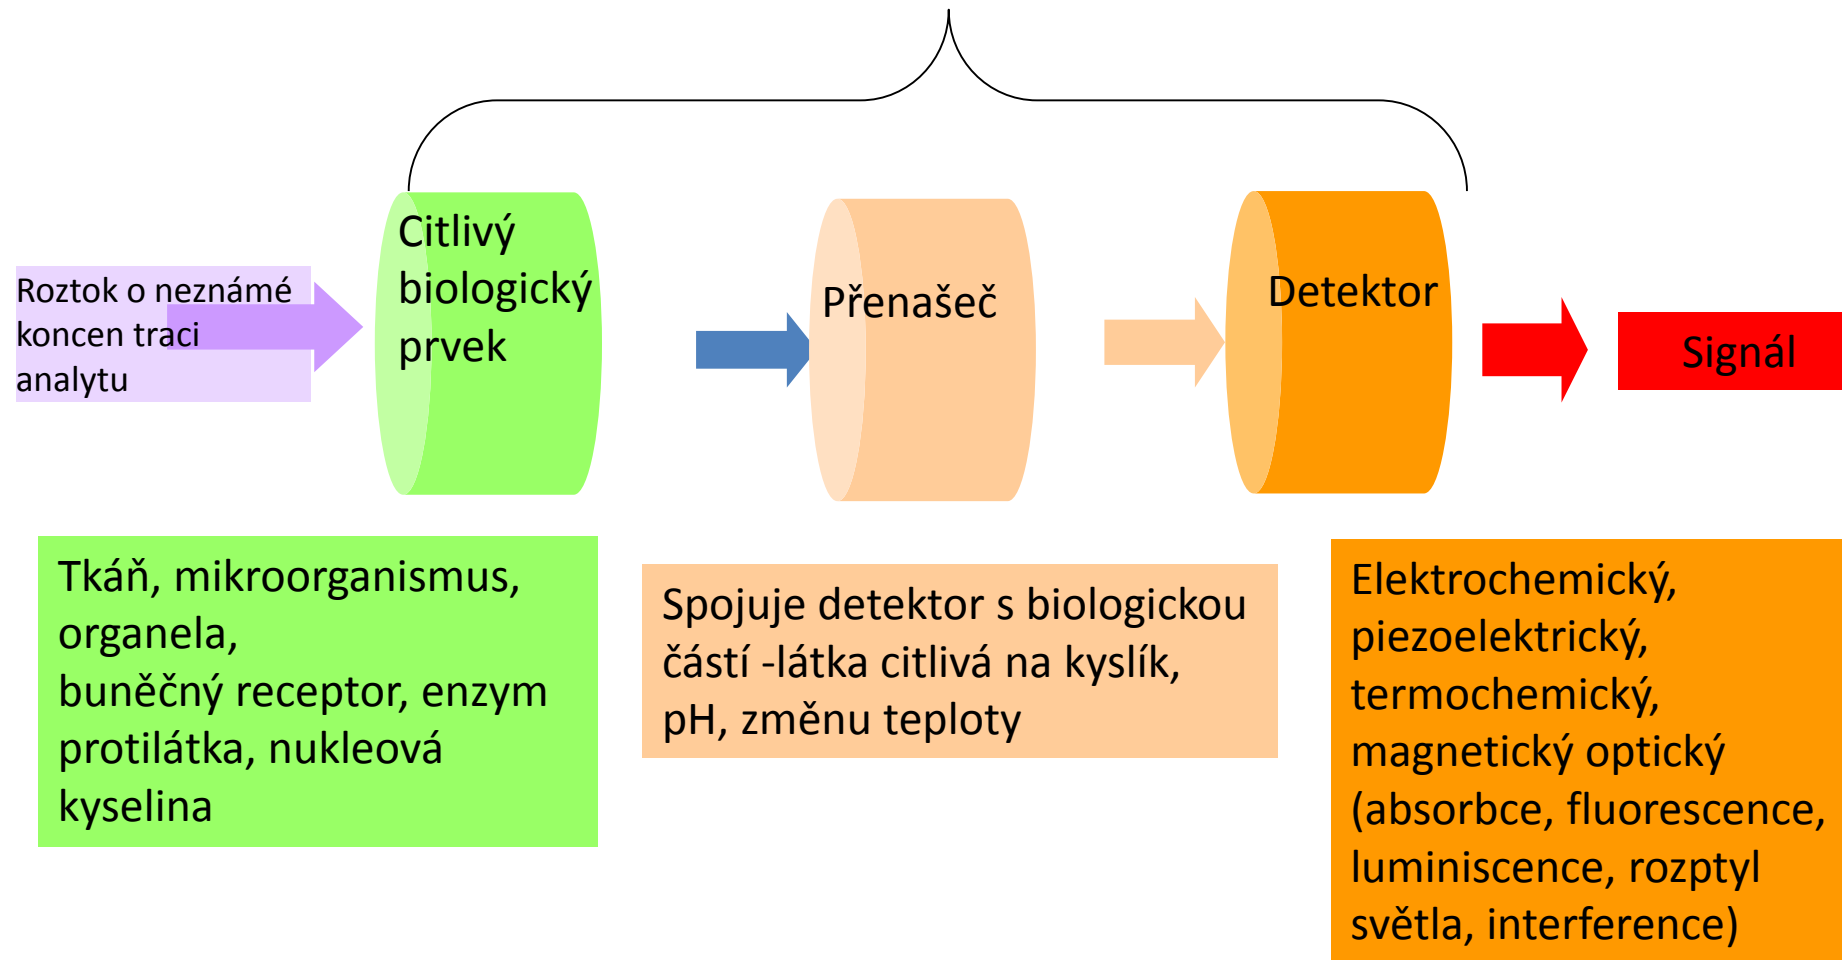 Roztok o neznámé
koncen traci
analytu
Citlivý
biologický
prvek
Přenašeč
Detektor
Signál
Tkáň, mikroorganismus,
organela,
buněčný receptor, enzym
protilátka, nukleová
kyselina
Spojuje detektor s biologickou
částí -látka citlivá na kyslík,
pH, změnu teploty
Elektrochemický,
piezoelektrický,
termochemický,
magnetický optický
(absorbce, fluorescence,
luminiscence, rozptyl
světla, interference)